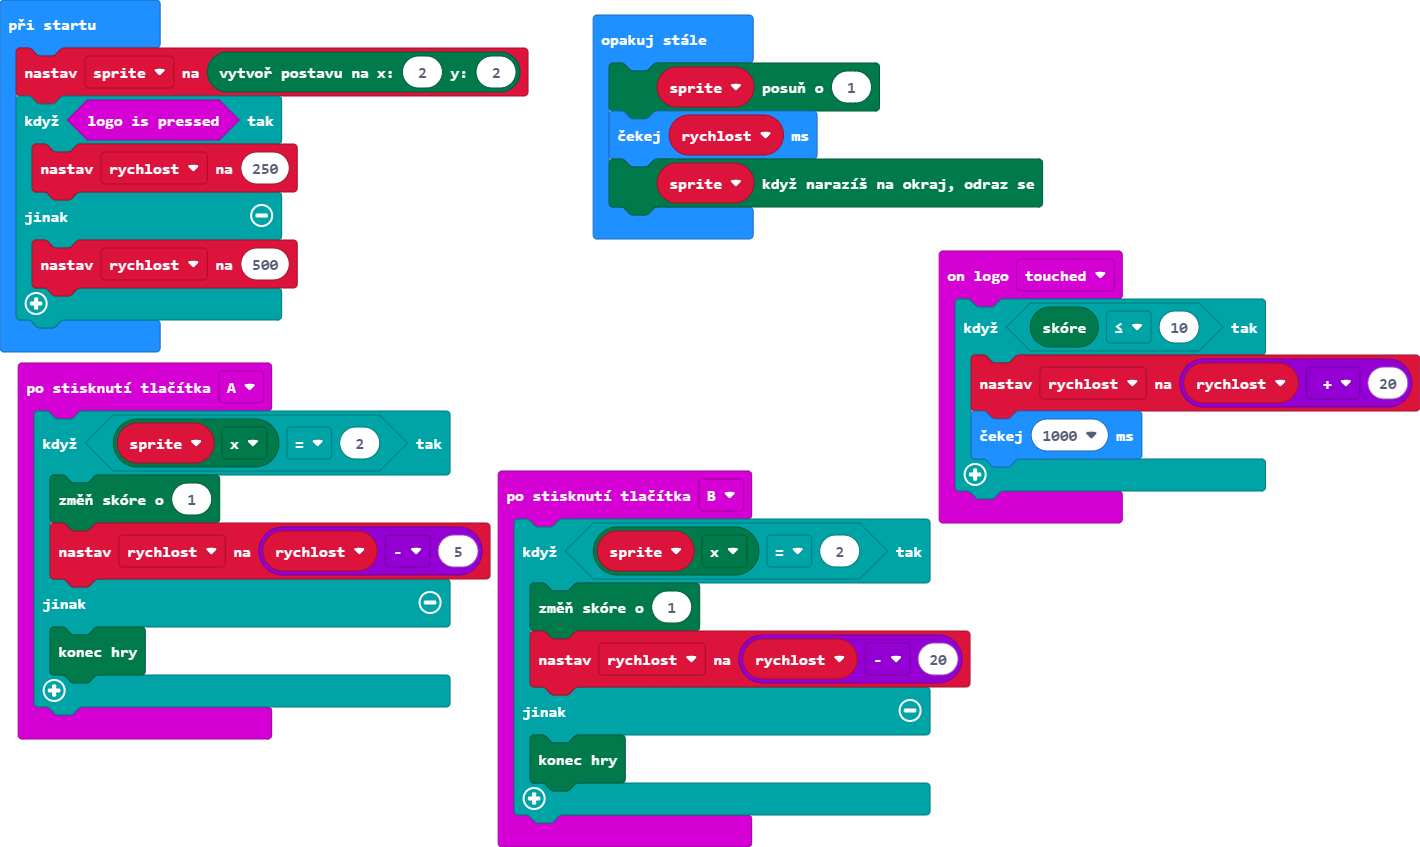 při startu
nastav sprite na vytvoř postavu na x: 2 y: 2
když logo is pressed tak
nastav rychlost na 250
jinak
nastav rychlost na 500
opakuj stále
sprite posuň o 1
čekej rychlost ms
sprite když narazíš na okraj, odraz se
on logo touched
když skóre ≤ 10 tak
nastav rychlost na rychlost + 20
čekej 1000 ms
po stisknutí tlačítka A
když sprite x = 2 tak
změň skóre o 1
nastav rychlost na rychlost - 5
jinak
konec hry
po stisknutí tlačítka B
když sprite x = 2 tak
změň skóre o 1
nastav rychlost na rychlost - 20
jinak
konec hry